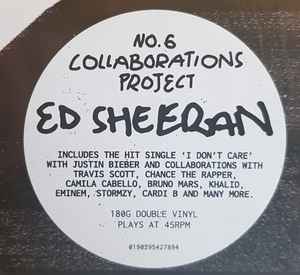 NO.6
COLLABORATIONS
PROJECT
ED SHEERAN
INCLUDES THE HIT SINGLE 'I DON'T CARE'
WITH JUSTIN BIEBER AND COLLABORATIONS WITH
TRAVIS SCOTT, CHANCE THE RAPPER,
CAMILA CABELLO, BRUNO MARS, KHALID,
EMINEM, STORMZY, CARDI B AND MANY MORE.
180G DOUBLE VINYL
PLAYS AT 45RPM
0190295427894